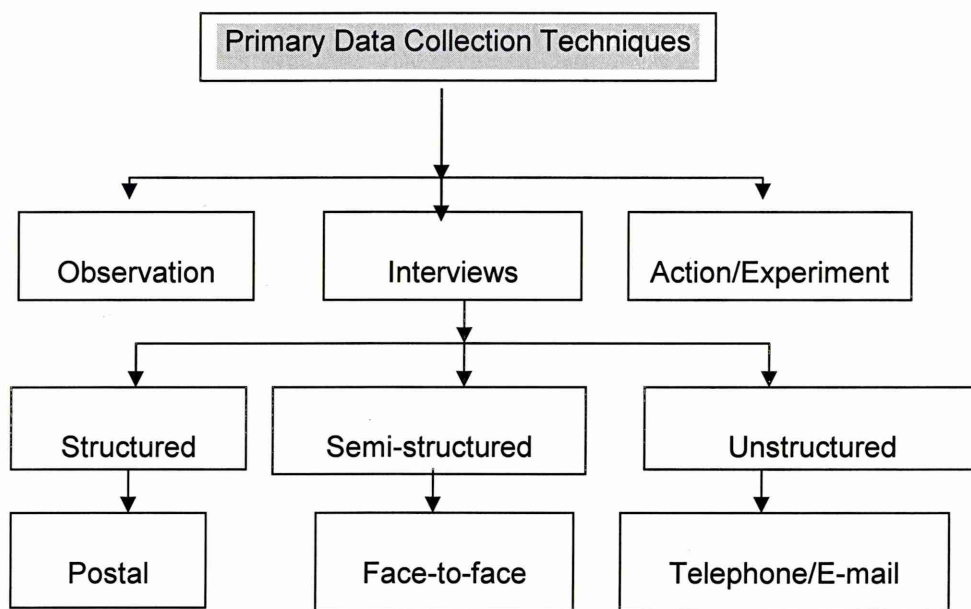 Primary Data Collection Techniques
Observation
Interviews
Action/Experiment
Structured
Semi-structured
Unstructured
Postal
Face-to-face
Telephone/E-mail